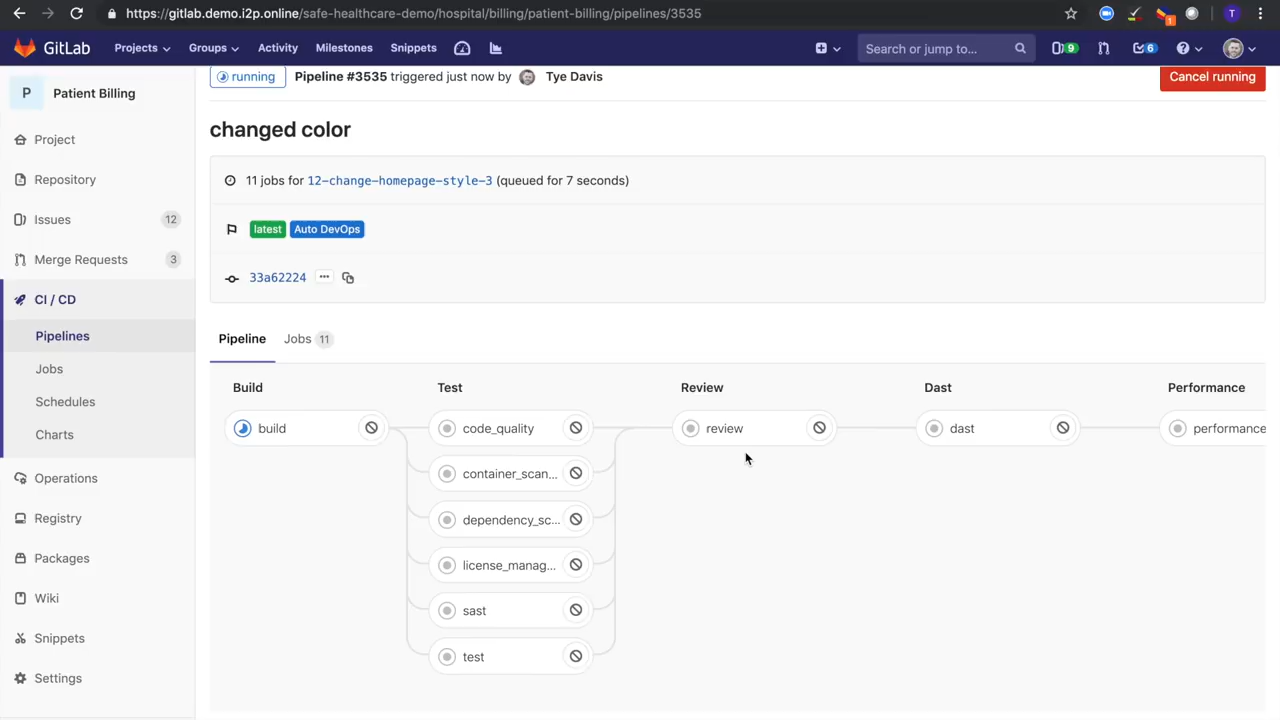 https://gitlab.demo.i2p.online/safe-healthcare-demo/hospital/billing/patient-billing/pipelines/3535
1
T
GitLab Projects Groups Activity Milestones Snippets Search or jump to... 9 6
running Pipeline #3535 triggered just now by Tye Davis Cancel running
P Patient Billing
Project
Repository
Issues 12
Merge Requests 3
CI / CD
Pipelines
Jobs
Schedules
Charts
Operations
Registry
Packages
Wiki
Snippets
Settings
changed color
11 jobs for 12-change-homepage-style-3 (queued for 7 seconds)
latest Auto DevOps
33a62224
Pipeline Jobs 11
Build Test Review Dast Performance
build code_quality review dast performance
container_scan...
dependency_sc...
license_manag...
sast
test